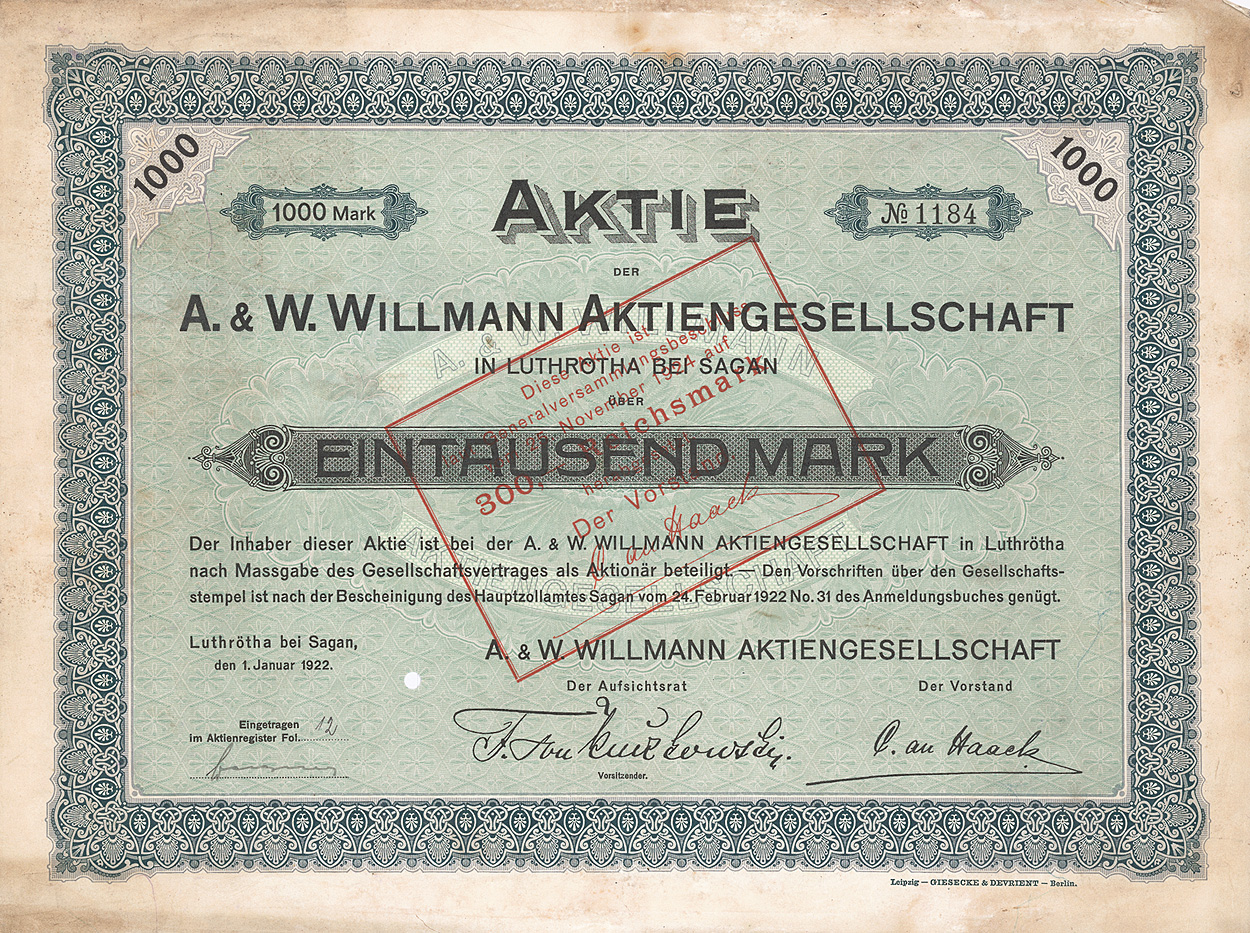 1000
1000
1000 Mark
AKTIE
№ 1184
DER
A. & W. WILLMANN AKTIENGESELLSCHAFT
IN LUTHRÖTHA BEI SAGAN
ÜBER
EINTAUSEND MARK
Diese Aktie ist
Generalversammlungsbeschluss
November 1924 auf
300,- Reichsmark
Der Vorstand
C. an Haack
Der Inhaber dieser Aktie ist bei der A. & W. WILLMANN AKTIENGESELLSCHAFT in Luthrötha
nach Massgabe des Gesellschaftsvertrages als Aktionär beteiligt. — Den Vorschriften über den Gesellschafts-
stempel ist nach der Bescheinigung des Hauptzollamtes Sagan vom 24. Februar 1922 No. 31 des Anmeldungsbuches genügt.
Luthrötha bei Sagan,
den 1. Januar 1922.
A. & W. WILLMANN AKTIENGESELLSCHAFT
Der Aufsichtsrat
Der Vorstand
Eingetragen
im Aktienregister Fol. 12
C. an Haack
Vorsitzender.
Leipzig — GIESECKE & DEVRIENT — Berlin.